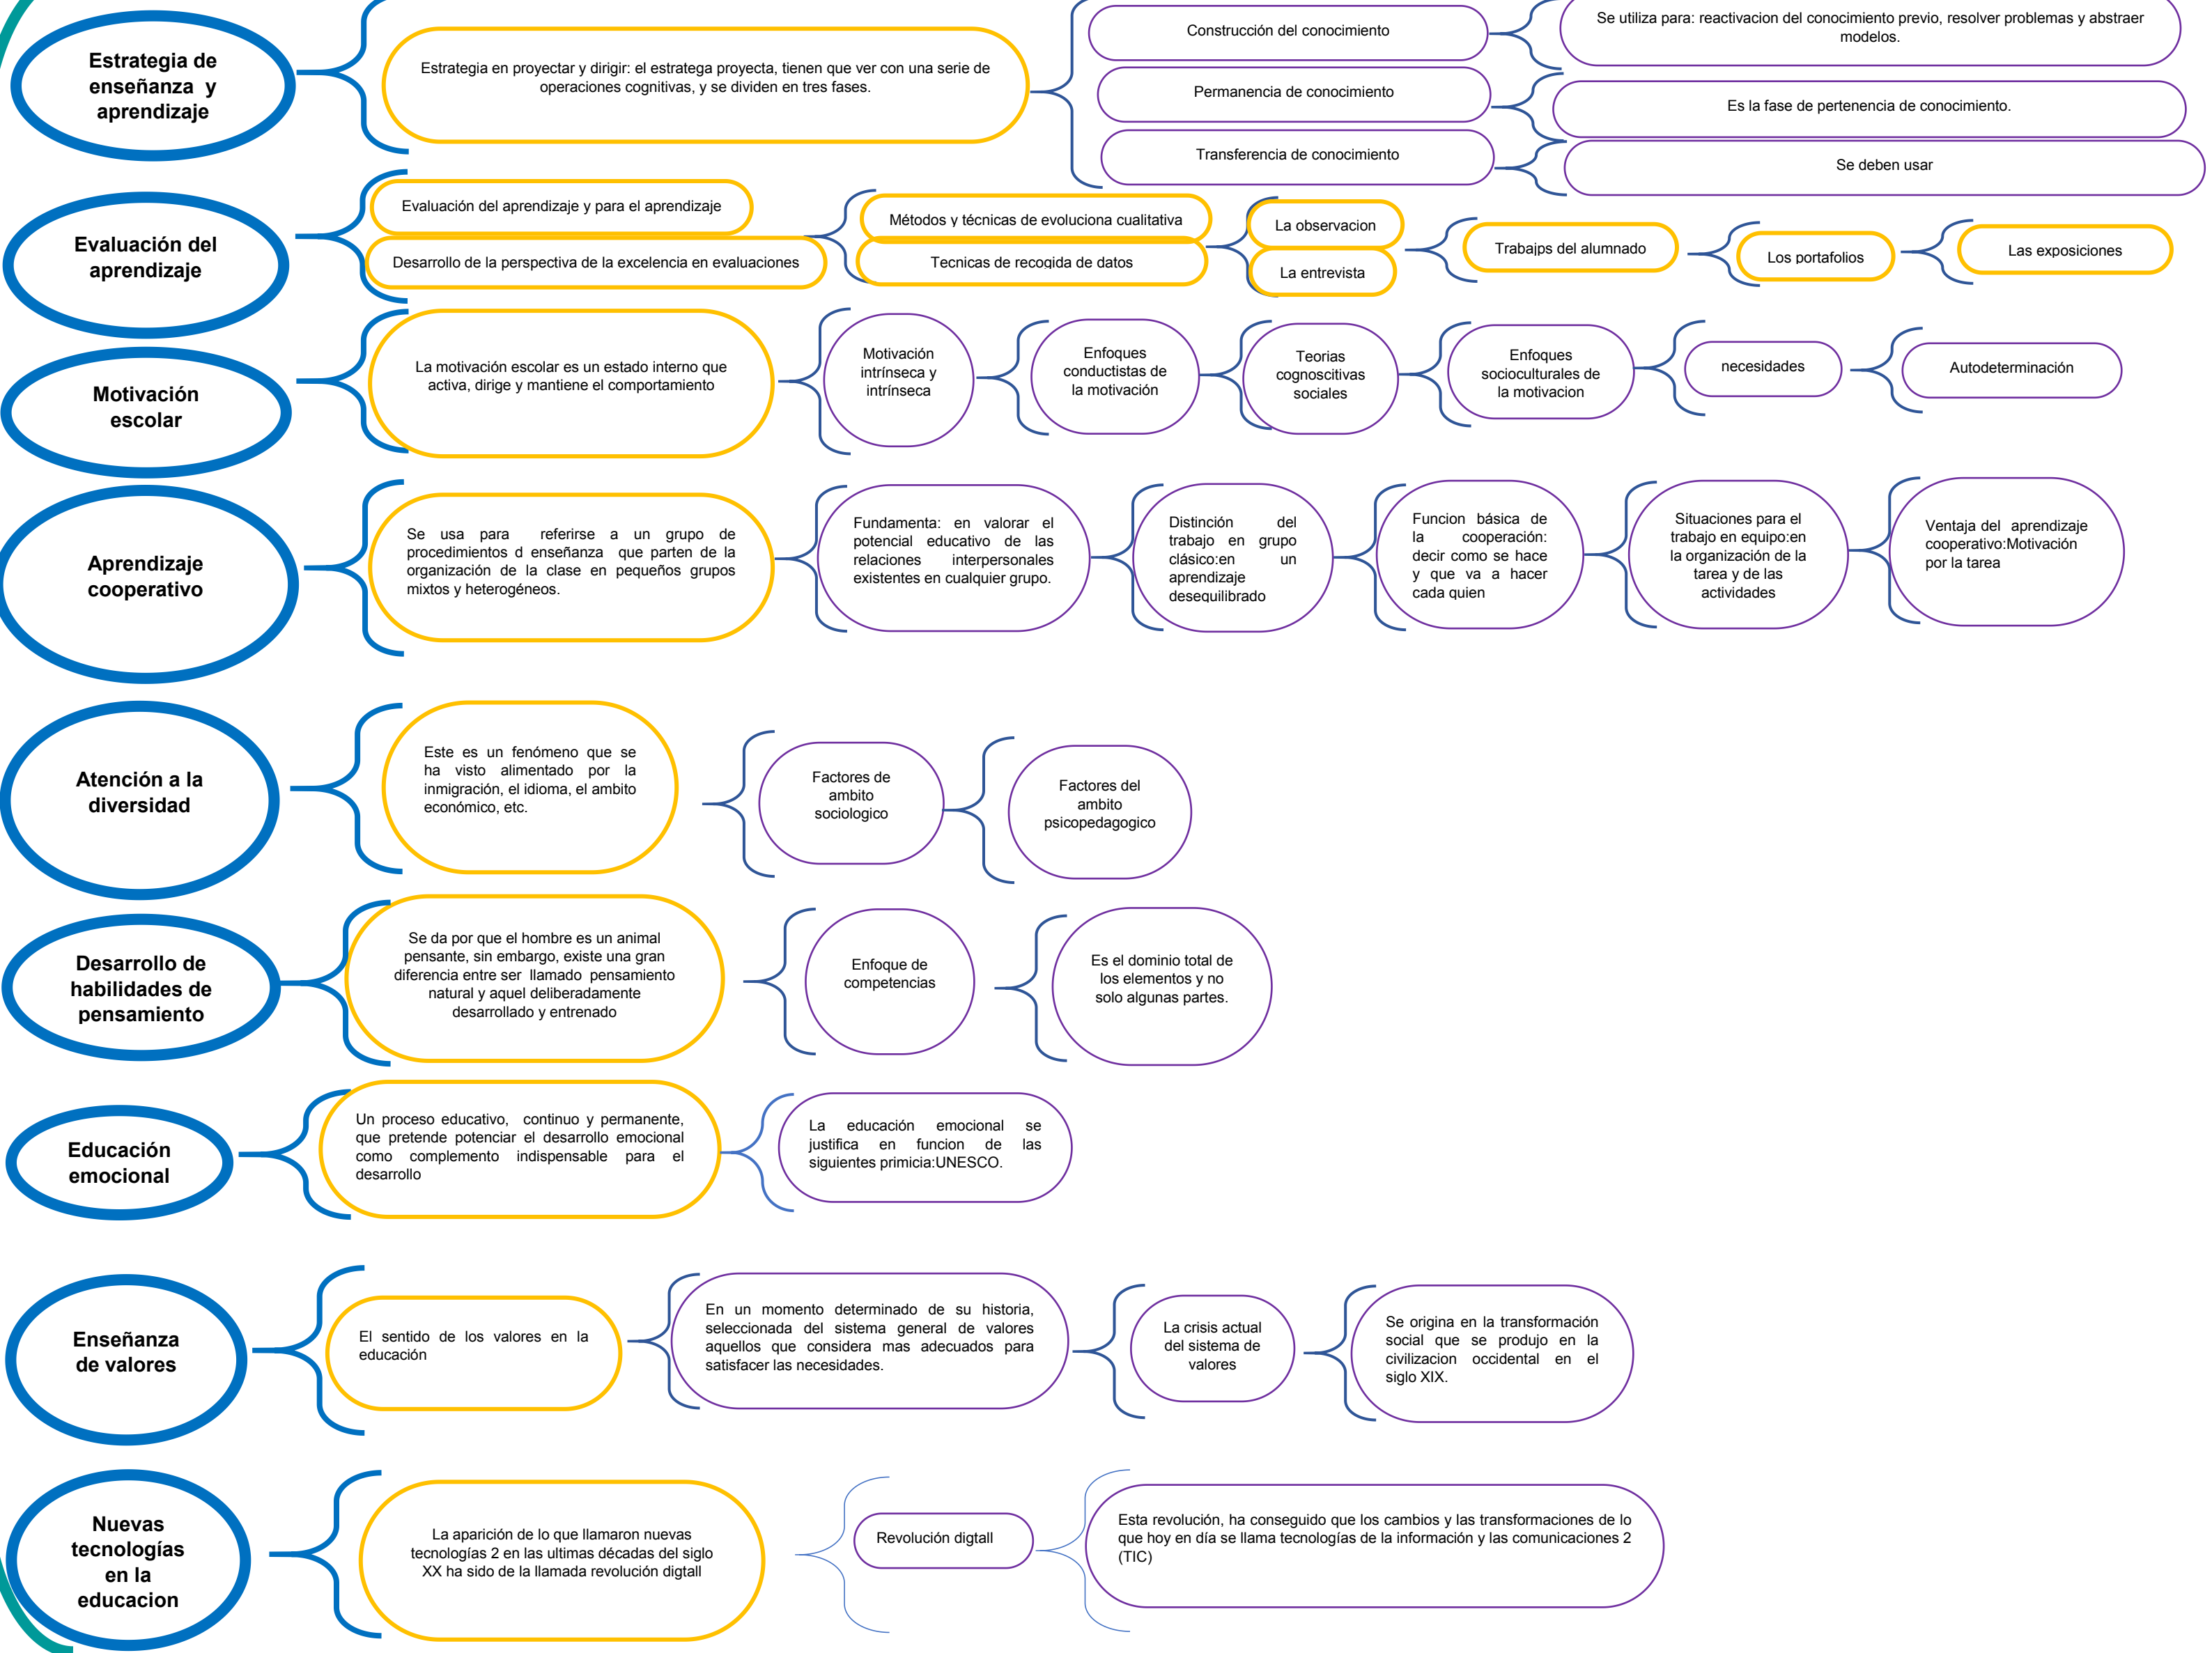 Estrategia de
enseñanza y
aprendizaje
Estrategia en proyectar y dirigir: el estratega proyecta, tienen que ver con una serie de
operaciones cognitivas, y se dividen en tres fases.
Construcción del conocimiento
Se utiliza para: reactivacion del conocimiento previo, resolver problemas y abstraer
modelos.
Permanencia de conocimiento
Es la fase de pertenencia de conocimiento.
Transferencia de conocimiento
Se deben usar
Evaluación del
aprendizaje
Evaluación del aprendizaje y para el aprendizaje
Desarrollo de la perspectiva de la excelencia en evaluaciones
Métodos y técnicas de evoluciona cualitativa
Tecnicas de recogida de datos
La observacion
La entrevista
Trabajps del alumnado
Los portafolios
Las exposiciones
Motivación
escolar
La motivación escolar es un estado interno que
activa, dirige y mantiene el comportamiento
Motivación
intrínseca y
intrínseca
Enfoques
conductistas de
la motivación
Teorias
cognoscitivas
sociales
Enfoques
socioculturales de
la motivacion
necesidades
Autodeterminación
Aprendizaje
cooperativo
Se usa para referirse a un grupo de
procedimientos d enseñanza que parten de la
organización de la clase en pequeños grupos
mixtos y heterogéneos.
Fundamenta: en valorar el
potencial educativo de las
relaciones interpersonales
existentes en cualquier grupo.
Distinción del
trabajo en grupo
clásico:en un
aprendizaje
desequilibrado
Funcion básica de
la cooperación:
decir como se hace
y que va a hacer
cada quien
Situaciones para el
trabajo en equipo:en
la organización de la
tarea y de las
actividades
Ventaja del aprendizaje
cooperativo:Motivación
por la tarea
Atención a la
diversidad
Este es un fenómeno que se
ha visto alimentado por la
inmigración, el idioma, el ambito
económico, etc.
Factores de
ambito
sociologico
Factores del
ambito
psicopedagogico
Desarrollo de
habilidades de
pensamiento
Se da por que el hombre es un animal
pensante, sin embargo, existe una gran
diferencia entre ser llamado pensamiento
natural y aquel deliberadamente
desarrollado y entrenado
Enfoque de
competencias
Es el dominio total de
los elementos y no
solo algunas partes.
Educación
emocional
Un proceso educativo, continuo y permanente,
que pretende potenciar el desarrollo emocional
como complemento indispensable para el
desarrollo
La educación emocional se
justifica en funcion de las
siguientes primicia:UNESCO.
Enseñanza
de valores
El sentido de los valores en la
educación
En un momento determinado de su historia,
seleccionada del sistema general de valores
aquellos que considera mas adecuados para
satisfacer las necesidades.
La crisis actual
del sistema de
valores
Se origina en la transformación
social que se produjo en la
civilizacion occidental en el
siglo XIX.
Nuevas
tecnologías
en la
educacion
La aparición de lo que llamaron nuevas
tecnologías 2 en las ultimas décadas del siglo
XX ha sido de la llamada revolución digtall
Revolución digtall
Esta revolución, ha conseguido que los cambios y las transformaciones de lo
que hoy en día se llama tecnologías de la información y las comunicaciones 2
(TIC)